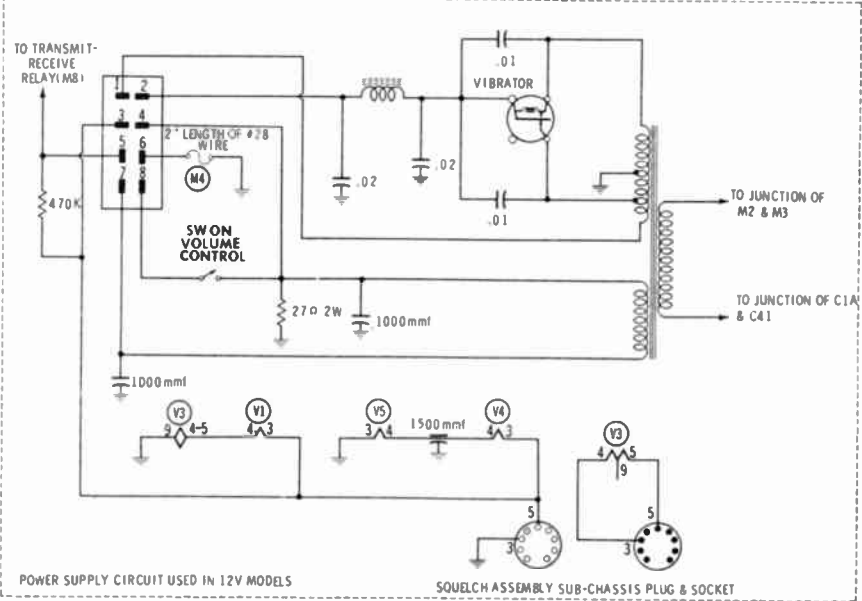 TO TRANSMIT-
RECEIVE
RELAY(M8)
1
2
3
4
5
6
7
8
2" LENGTH OF #28
WIRE
M4
470K
SW ON
VOLUME
CONTROL
27Ω 2W
1000mmf
1000mmf
.02
.02
.01
VIBRATOR
.01
TO JUNCTION OF
M2 & M3
TO JUNCTION OF C1A
& C41
V3
9
4-5
V1
4
3
V5
3
4
1500mmf
V4
4
3
V3
4
5
9
5
3
5
3
POWER SUPPLY CIRCUIT USED IN 12V MODELS
SQUELCH ASSEMBLY SUB-CHASSIS PLUG & SOCKET